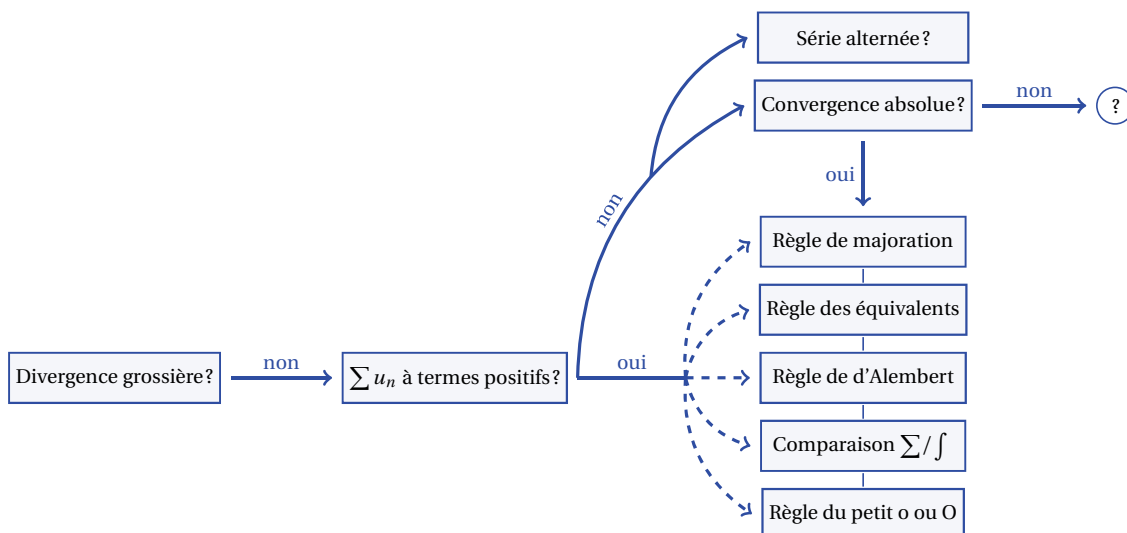 Série alternée ?
Convergence absolue ?
non
?
oui
non
Règle de majoration
Règle des équivalents
Divergence grossière ?
non
∑ uₙ à termes positifs ?
oui
Règle de d'Alembert
Comparaison ∑ / ∫
Règle du petit o ou O